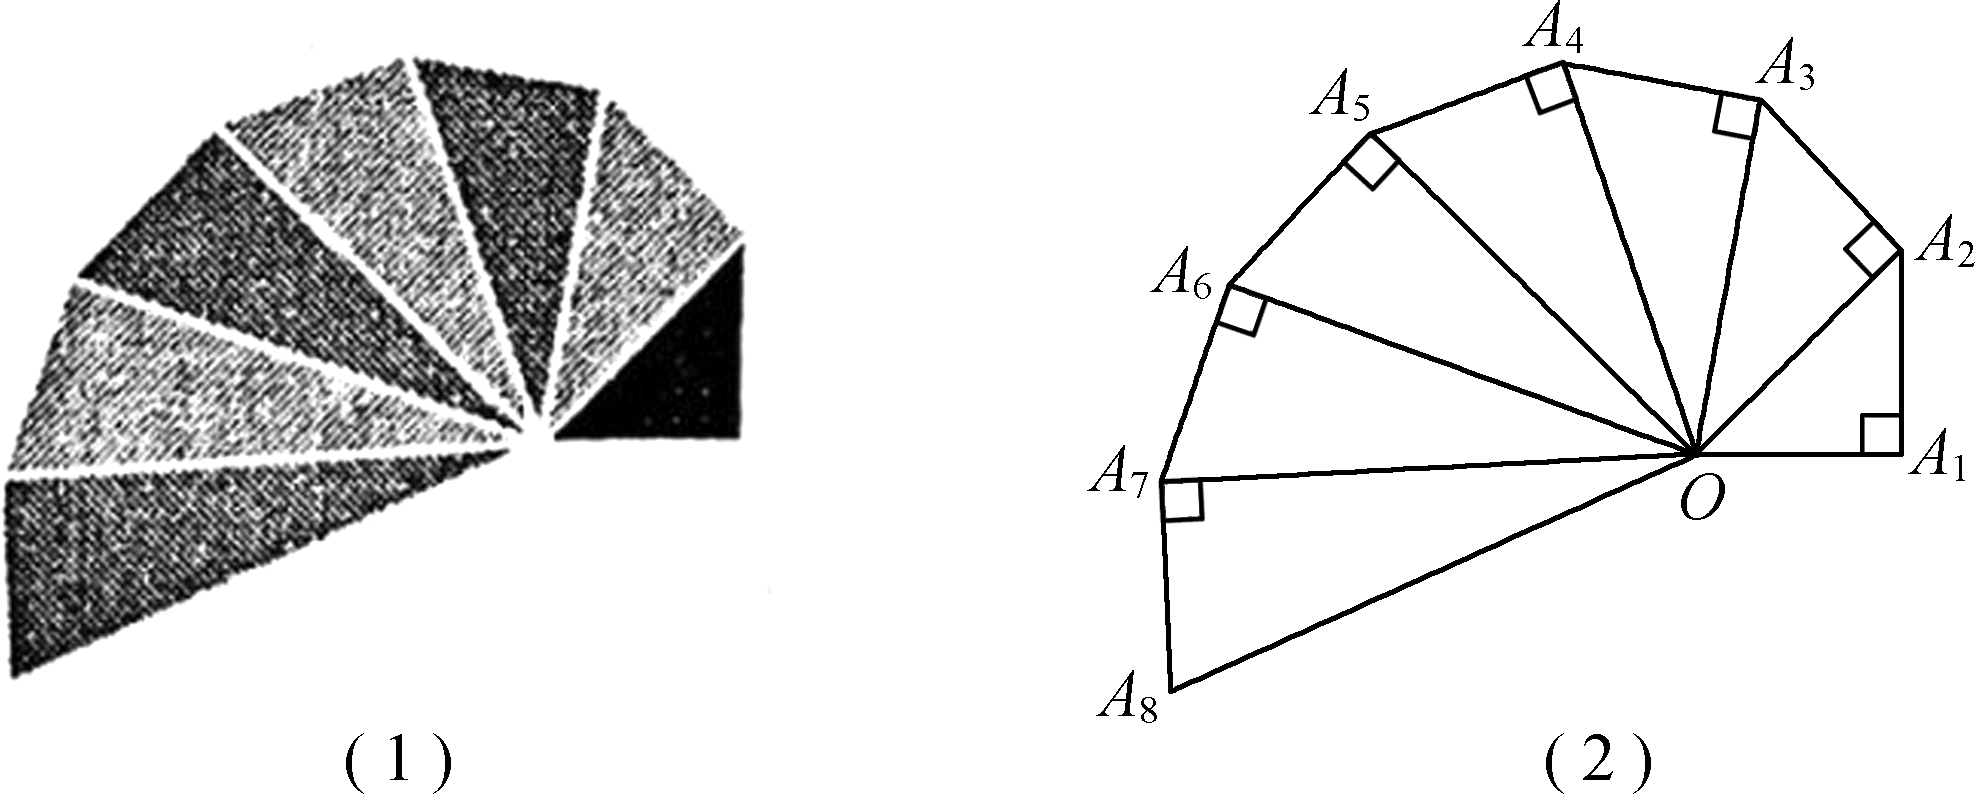 A₄
A₃
A₅
A₂
A₆
A₁
A₇
O
A₈
( 1 )
( 2 )